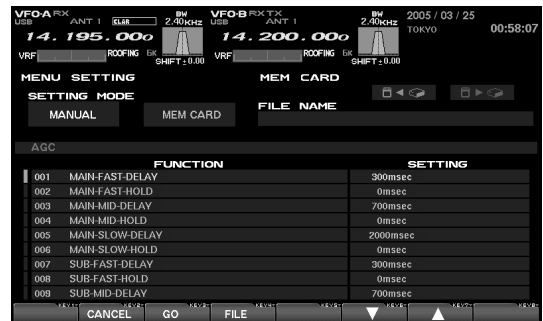 VFO-A RX BW VFO-B RX TX BW 2005 / 03 / 25
USB ANT 1 CLAR 2.40KHz USB ANT 1 2.40KHz TOKYO 00:58:07
14. 195. 000 14. 200. 000
VRF ROOFING 6K SHIFT±0.00 VRF ROOFING 6K SHIFT±0.00
MENU SETTING MEM CARD
SETTING MODE
MANUAL MEM CARD FILE NAME
AGC
FUNCTION SETTING
001 MAIN-FAST-DELAY 300msec
002 MAIN-FAST-HOLD 0msec
003 MAIN-MID-DELAY 700msec
004 MAIN-MID-HOLD 0msec
005 MAIN-SLOW-DELAY 2000msec
006 MAIN-SLOW-HOLD 0msec
007 SUB-FAST-DELAY 300msec
008 SUB-FAST-HOLD 0msec
009 SUB-MID-DELAY 700msec
CANCEL GO FILE